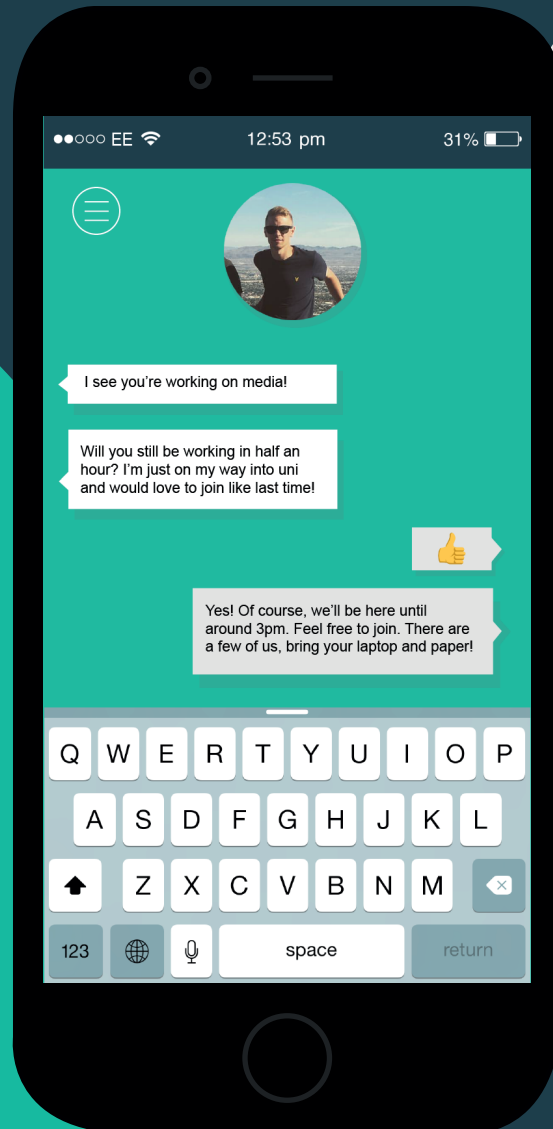 EE 12:53 pm 31%
I see you're working on media!
Will you still be working in half an
hour? I'm just on my way into uni
and would love to join like last time!
👍
Yes! Of course, we'll be here until
around 3pm. Feel free to join. There are
a few of us, bring your laptop and paper!
Q W E R T Y U I O P
A S D F G H J K L
Z X C V B N M
123 space return